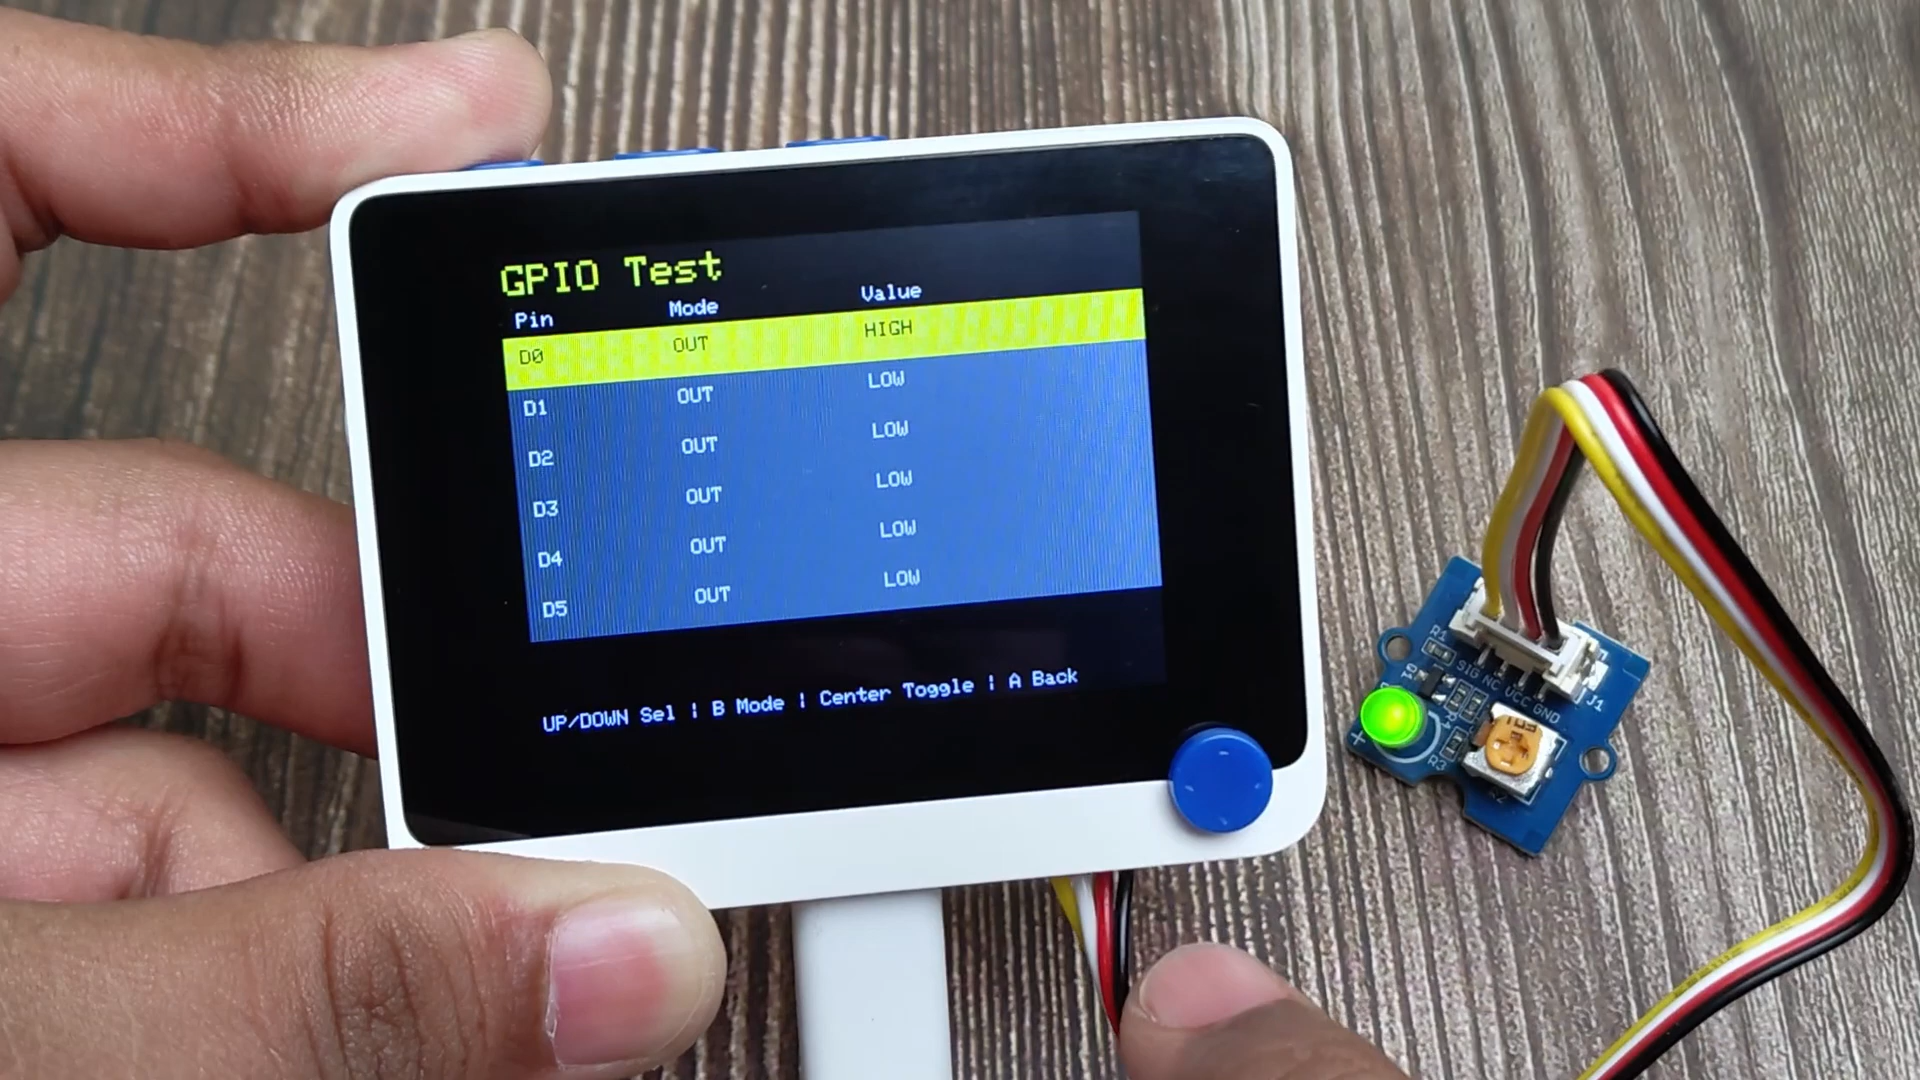 GPIO Test
Pin Mode Value
D0 OUT HIGH
D1 OUT LOW
D2 OUT LOW
D3 OUT LOW
D4 OUT LOW
D5 OUT LOW
UP/DOWN Sel | B Mode | Center Toggle | A Back
R1
SIG NC VCC GND
J1
R3
+